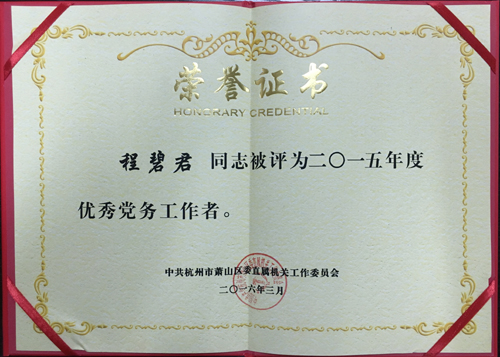 荣誉证书
HONORARY CREDENTIAL
程碧君 同志被评为二〇一五年度
优秀党务工作者。
中共杭州市萧山区委直属机关工作委员会
二〇一六年三月